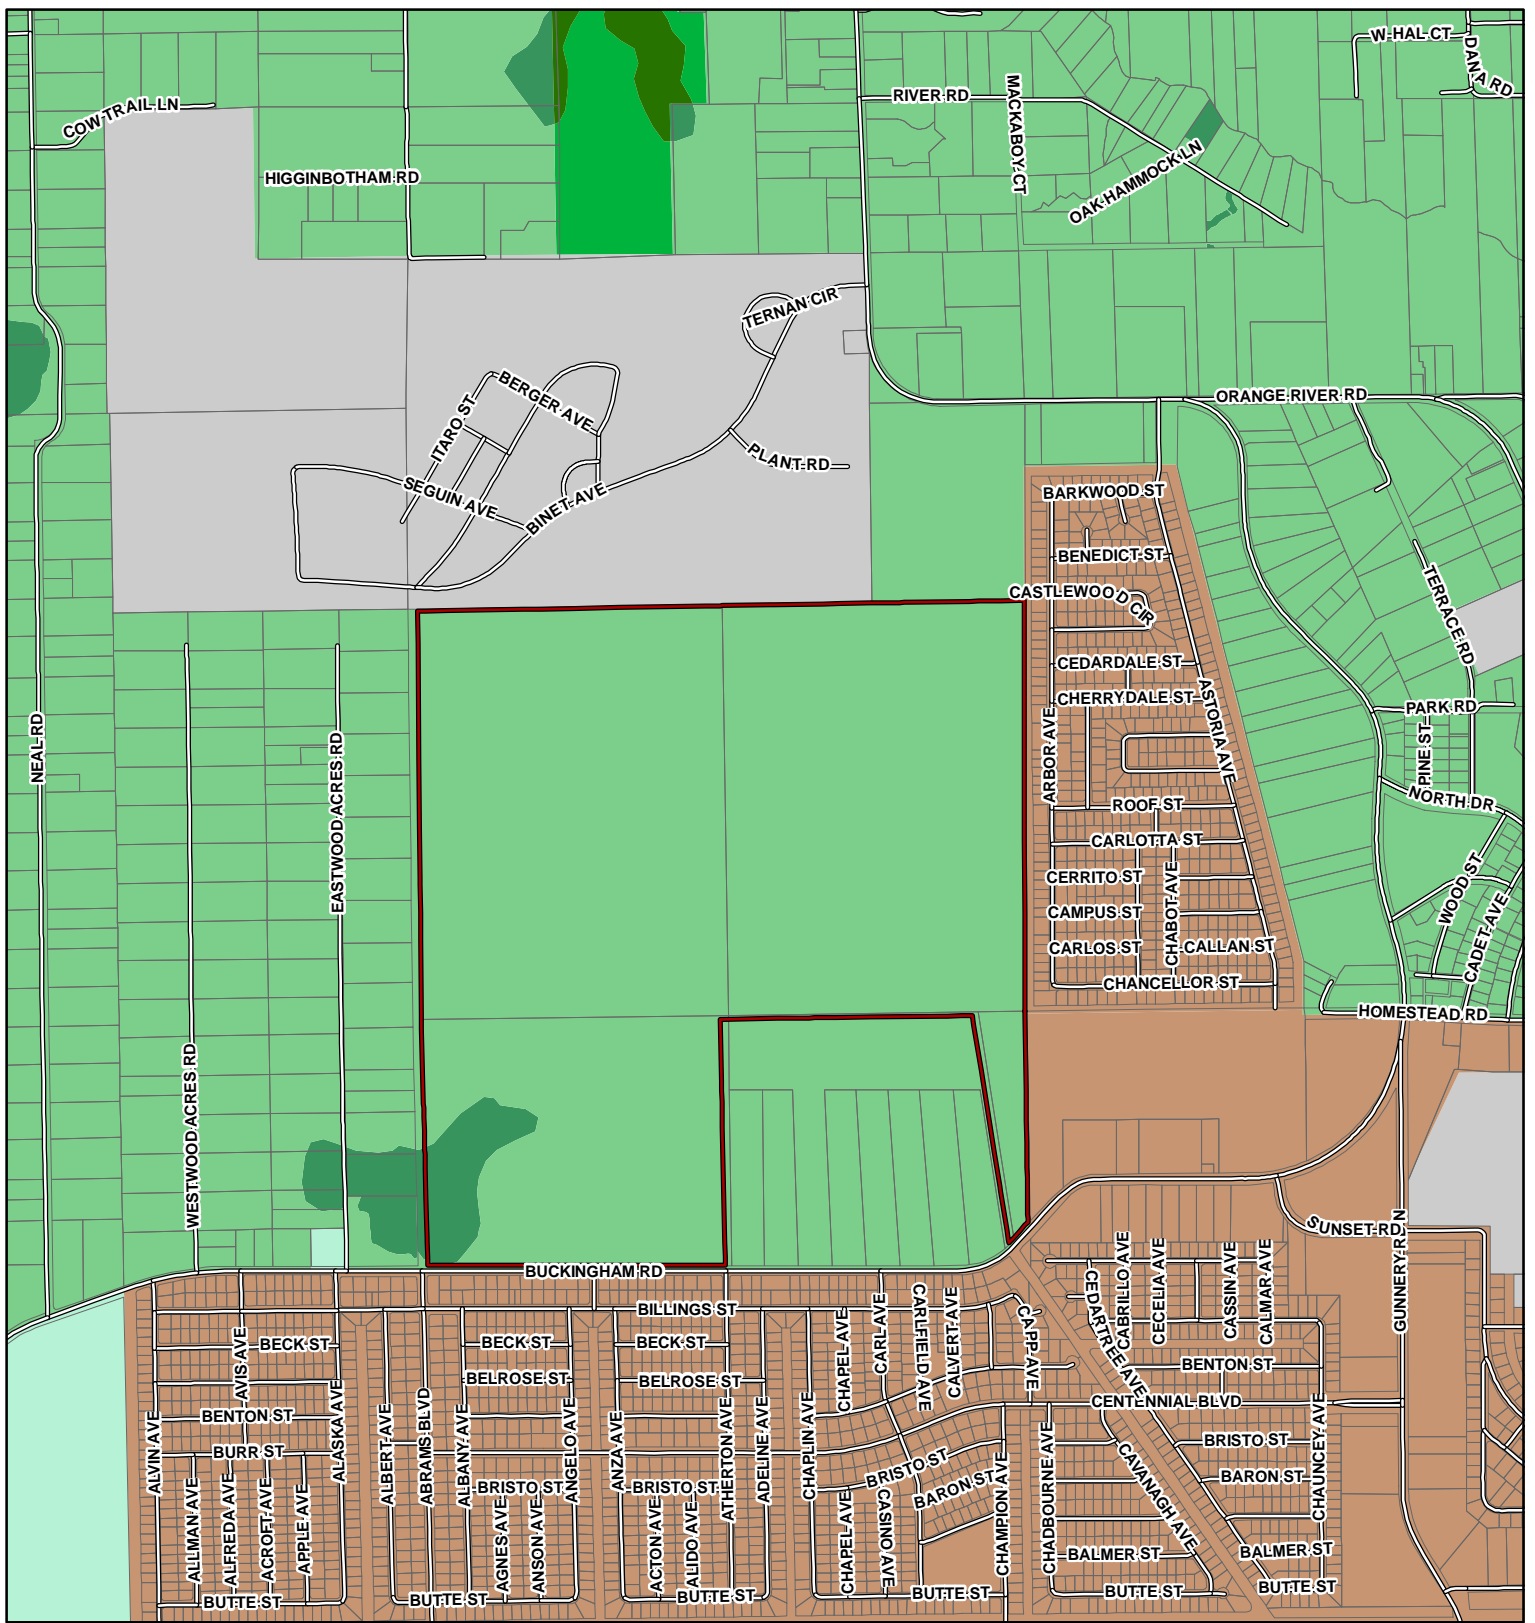 W HAL CT
DANA RD
COW TRAIL LN
RIVER RD
MACKABOY CT
HIGGINBOTHAM RD
OAK HAMMOCK LN
TERNAN CIR
BERGER AVE
ITARO ST
ORANGE RIVER RD
PLANT RD
SEGUIN AVE
BINET AVE
BARKWOOD ST
BENEDICT ST
CASTLEWOOD CIR
TERRACE RD
CEDARDALE ST
CHERRYDALE ST
ASTORIA AVE
PARK RD
NEAL RD
EASTWOOD ACRES RD
ARBOR AVE
PINE ST
NORTH DR
ROOF ST
CARLOTTA ST
CERRITO ST
WOOD ST
CAMPUS ST
CHABOT AVE
CADET AVE
CARLOS ST
CALLAN ST
CHANCELLOR ST
HOMESTEAD RD
WESTWOOD ACRES RD
SUNSET RD
GUNNERY RD N
BUCKINGHAM RD
CEDARTREE AVE
CABRILLO AVE
CECELIA AVE
CASSIN AVE
CALMAR AVE
BILLINGS ST
CARL AVE
CARLFIELD AVE
CALVERT AVE
CAPP AVE
CHAPEL AVE
BECK ST
BECK ST
BECK ST
AVIS AVE
BENTON ST
BELROSE ST
BELROSE ST
CENTENNIAL BLVD
ALVIN AVE
BENTON ST
ALASKA AVE
ALBERT AVE
ABRAMS BLVD
ALBANY AVE
ANGELO AVE
ANZA AVE
ATHERTON AVE
ADELINE AVE
CHAPLIN AVE
CHAUNCEY AVE
BURR ST
BRISTO ST
BRISTO ST
BRISTO ST
BRISTO ST
BARON ST
BARON ST
CHAMPION AVE
CHADBOURNE AVE
CAVANAGH AVE
ALLMAN AVE
ALFREDA AVE
ACROFT AVE
APPLE AVE
AGNES AVE
ANSON AVE
ACTON AVE
ALIDO AVE
CHAPEL AVE
CASINO AVE
BALMER ST
BALMER ST
BUTTE ST
BUTTE ST
BUTTE ST
BUTTE ST
BUTTE ST
BUTTE ST